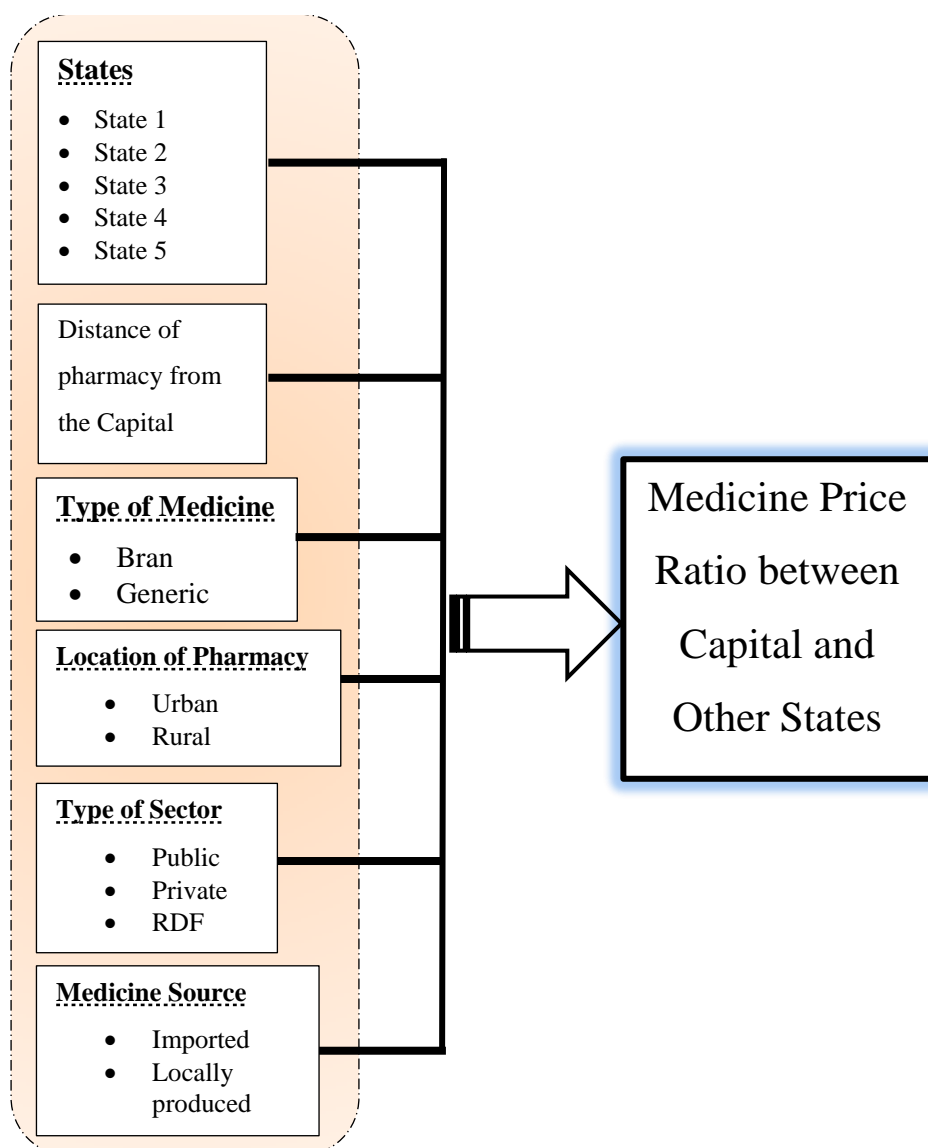 States
• State 1
• State 2
• State 3
• State 4
• State 5
Distance of
pharmacy from
the Capital
Type of Medicine
• Bran
• Generic
Location of Pharmacy
• Urban
• Rural
Type of Sector
• Public
• Private
• RDF
Medicine Source
• Imported
• Locally
produced
Medicine Price
Ratio between
Capital and
Other States